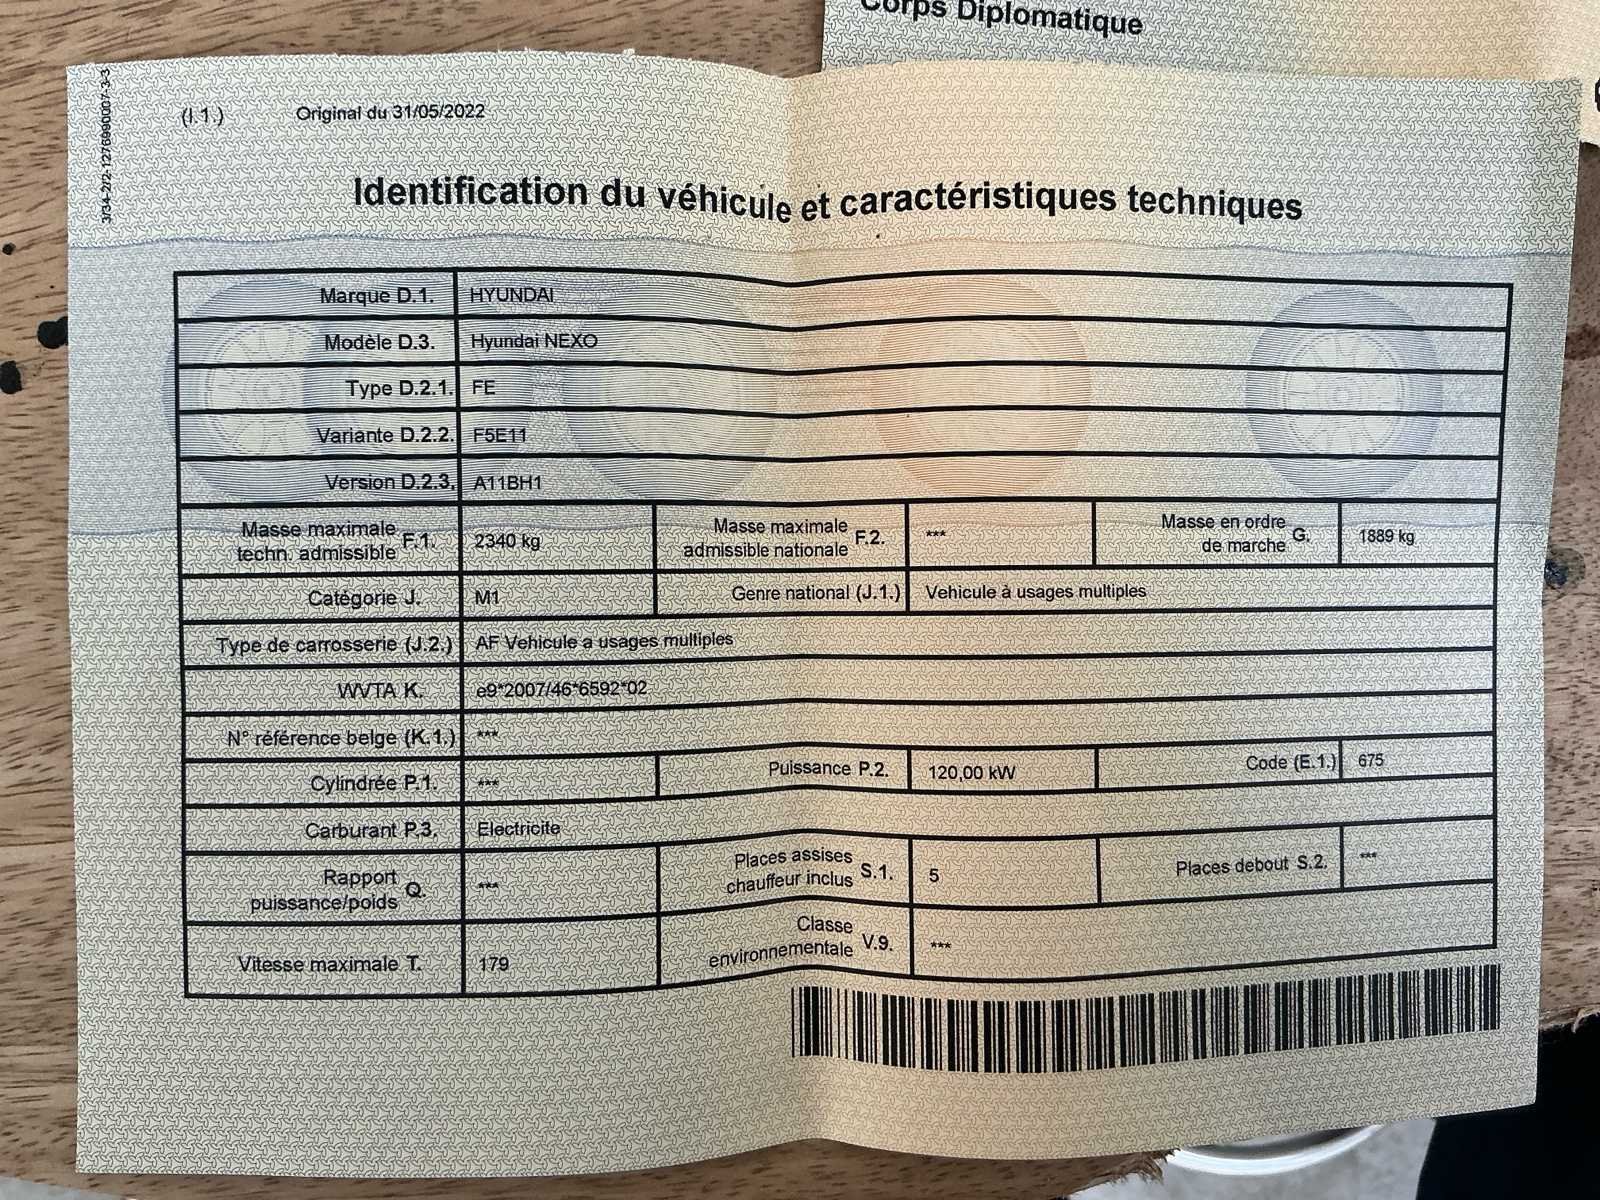 Corps Diplomatique
3/34-2/2-1276990007-3-3
(I.1.) Original du 31/05/2022
Identification du véhicule et caractéristiques techniques
Marque D.1. HYUNDAI
Modèle D.3. Hyundai NEXO
Type D.2.1. FE
Variante D.2.2. F5E11
Version D.2.3. A11BH1
Masse maximale techn. admissible F.1. 2340 kg Masse maximale admissible nationale F.2. *** Masse en ordre de marche G. 1889 kg
Catégorie J. M1 Genre national (J.1.) Vehicule à usages multiples
Type de carrosserie (J.2.) AF Vehicule a usages multiples
WVTA K. e9*2007/46*6592*02
N° référence belge (K.1.) ***
Cylindrée P.1. *** Puissance P.2. 120,00 kW Code (E.1.) 675
Carburant P.3. Electricite
Rapport puissance/poids Q. *** Places assises chauffeur inclus S.1. 5 Places debout S.2. ***
Vitesse maximale T. 179 Classe environnementale V.9. ***